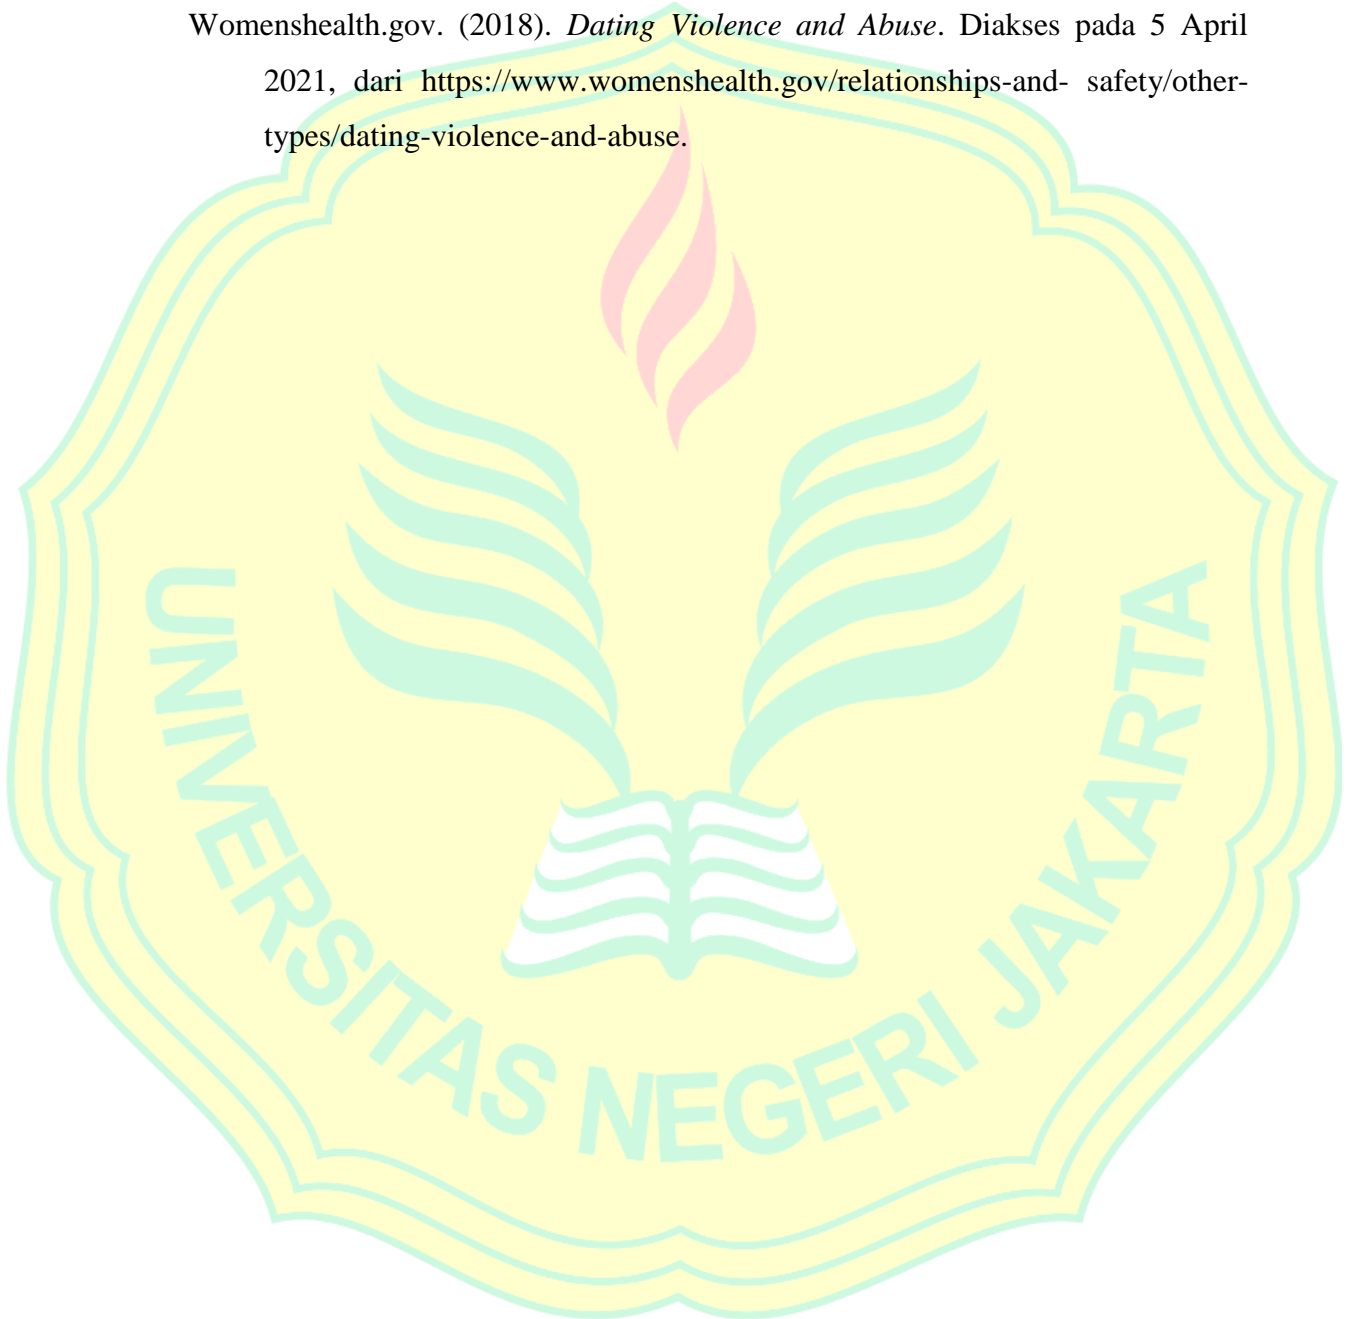 Womenshealth.gov. (2018). Dating Violence and Abuse. Diakses pada 5 April
2021, dari https://www.womenshealth.gov/relationships-and- safety/other-
types/dating-violence-and-abuse.
UNIVERSITAS NEGERI JAKARTA